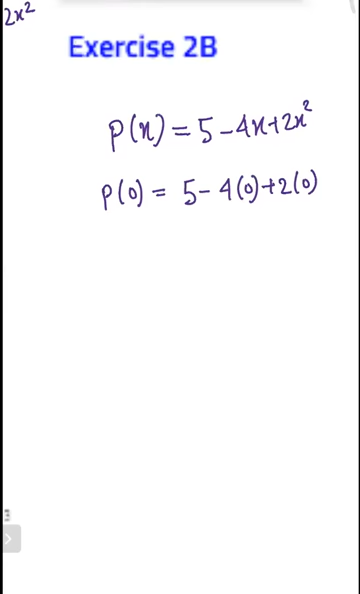 2x²
Exercise 2B
p(x) = 5 - 4x + 2x²
p(0) = 5 - 4(0) + 2(0)